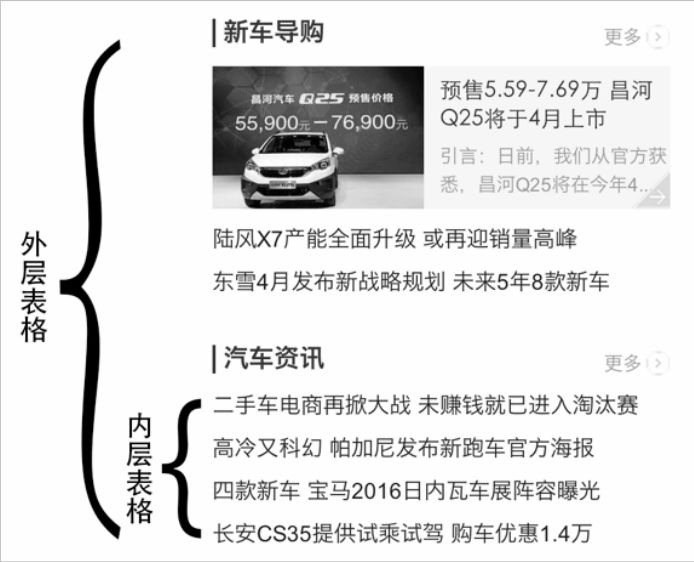 外层表格
新车导购
更多
昌河汽车 Q25 预售价格
55,900元－76,900元
预售5.59-7.69万 昌河
Q25将于4月上市
引言：日前，我们从官方获
悉，昌河Q25将在今年4...
陆风X7产能全面升级 或再迎销量高峰
东雪4月发布新战略规划 未来5年8款新车
汽车资讯
更多
内层表格
二手车电商再掀大战 未赚钱就已进入淘汰赛
高冷又科幻 帕加尼发布新跑车官方海报
四款新车 宝马2016日内瓦车展阵容曝光
长安CS35提供试乘试驾 购车优惠1.4万